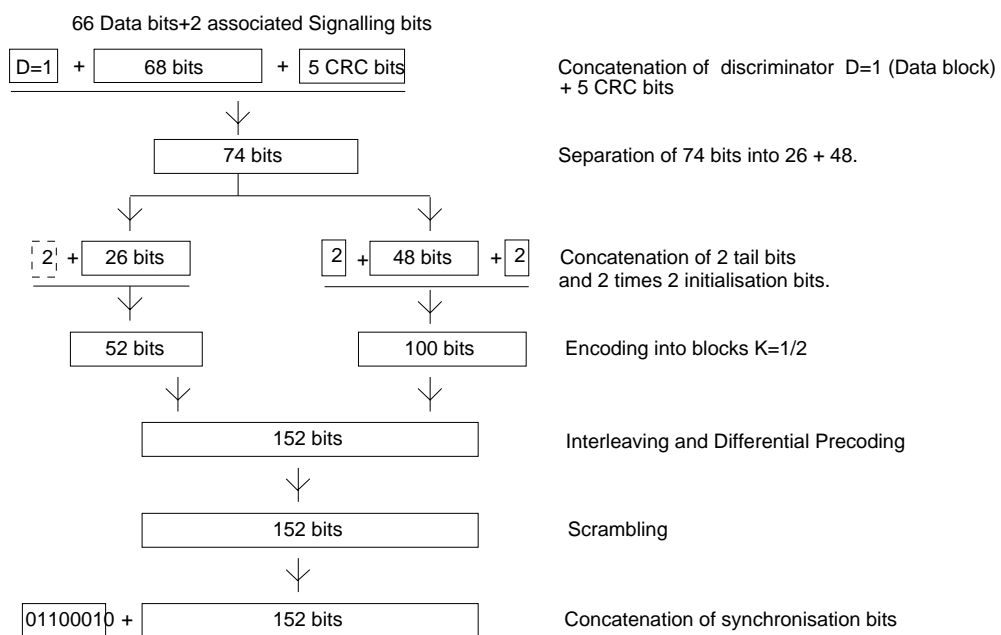 66 Data bits+2 associated Signalling bits
D=1 + 68 bits + 5 CRC bits
Concatenation of discriminator D=1 (Data block)
+ 5 CRC bits
74 bits
Separation of 74 bits into 26 + 48.
2 + 26 bits
2 + 48 bits + 2
Concatenation of 2 tail bits
and 2 times 2 initialisation bits.
52 bits
100 bits
Encoding into blocks K=1/2
152 bits
Interleaving and Differential Precoding
152 bits
Scrambling
01100010 + 152 bits
Concatenation of synchronisation bits